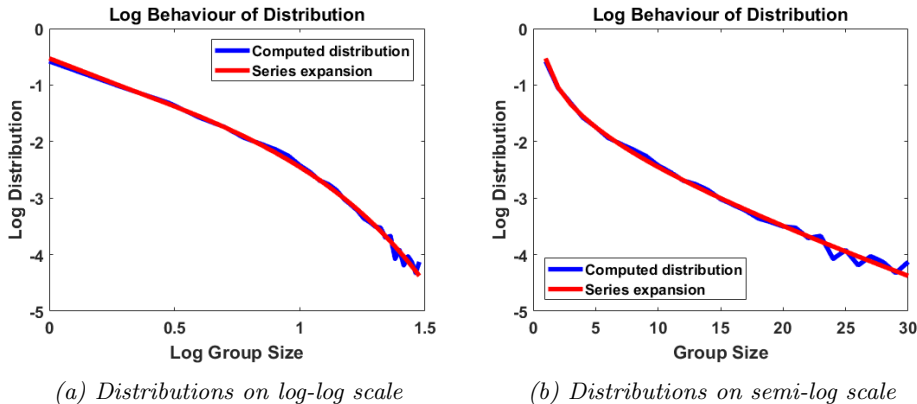 Log Behaviour of Distribution
0
-1
-2
-3
-4
-5
Log Distribution
Computed distribution
Series expansion
0
0.5
1
1.5
Log Group Size
(a) Distributions on log-log scale
Log Behaviour of Distribution
0
-1
-2
-3
-4
-5
Log Distribution
Computed distribution
Series expansion
0
5
10
15
20
25
30
Group Size
(b) Distributions on semi-log scale